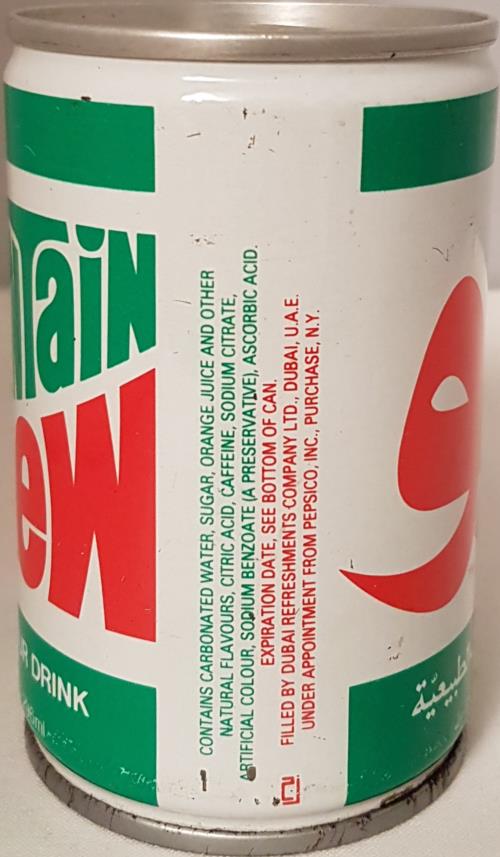 ntain
ew
UR DRINK
CONTAINS CARBONATED WATER, SUGAR, ORANGE JUICE AND OTHER
NATURAL FLAVOURS, CITRIC ACID, CAFFEINE, SODIUM CITRATE,
ARTIFICIAL COLOUR, SODIUM BENZOATE (A PRESERVATIVE), ASCORBIC ACID.
EXPIRATION DATE, SEE BOTTOM OF CAN.
FILLED BY DUBAI REFRESHMENTS COMPANY LTD., DUBAI, U.A.E.
UNDER APPOINTMENT FROM PEPSICO, INC., PURCHASE, N.Y.
و
الطبيعيّة